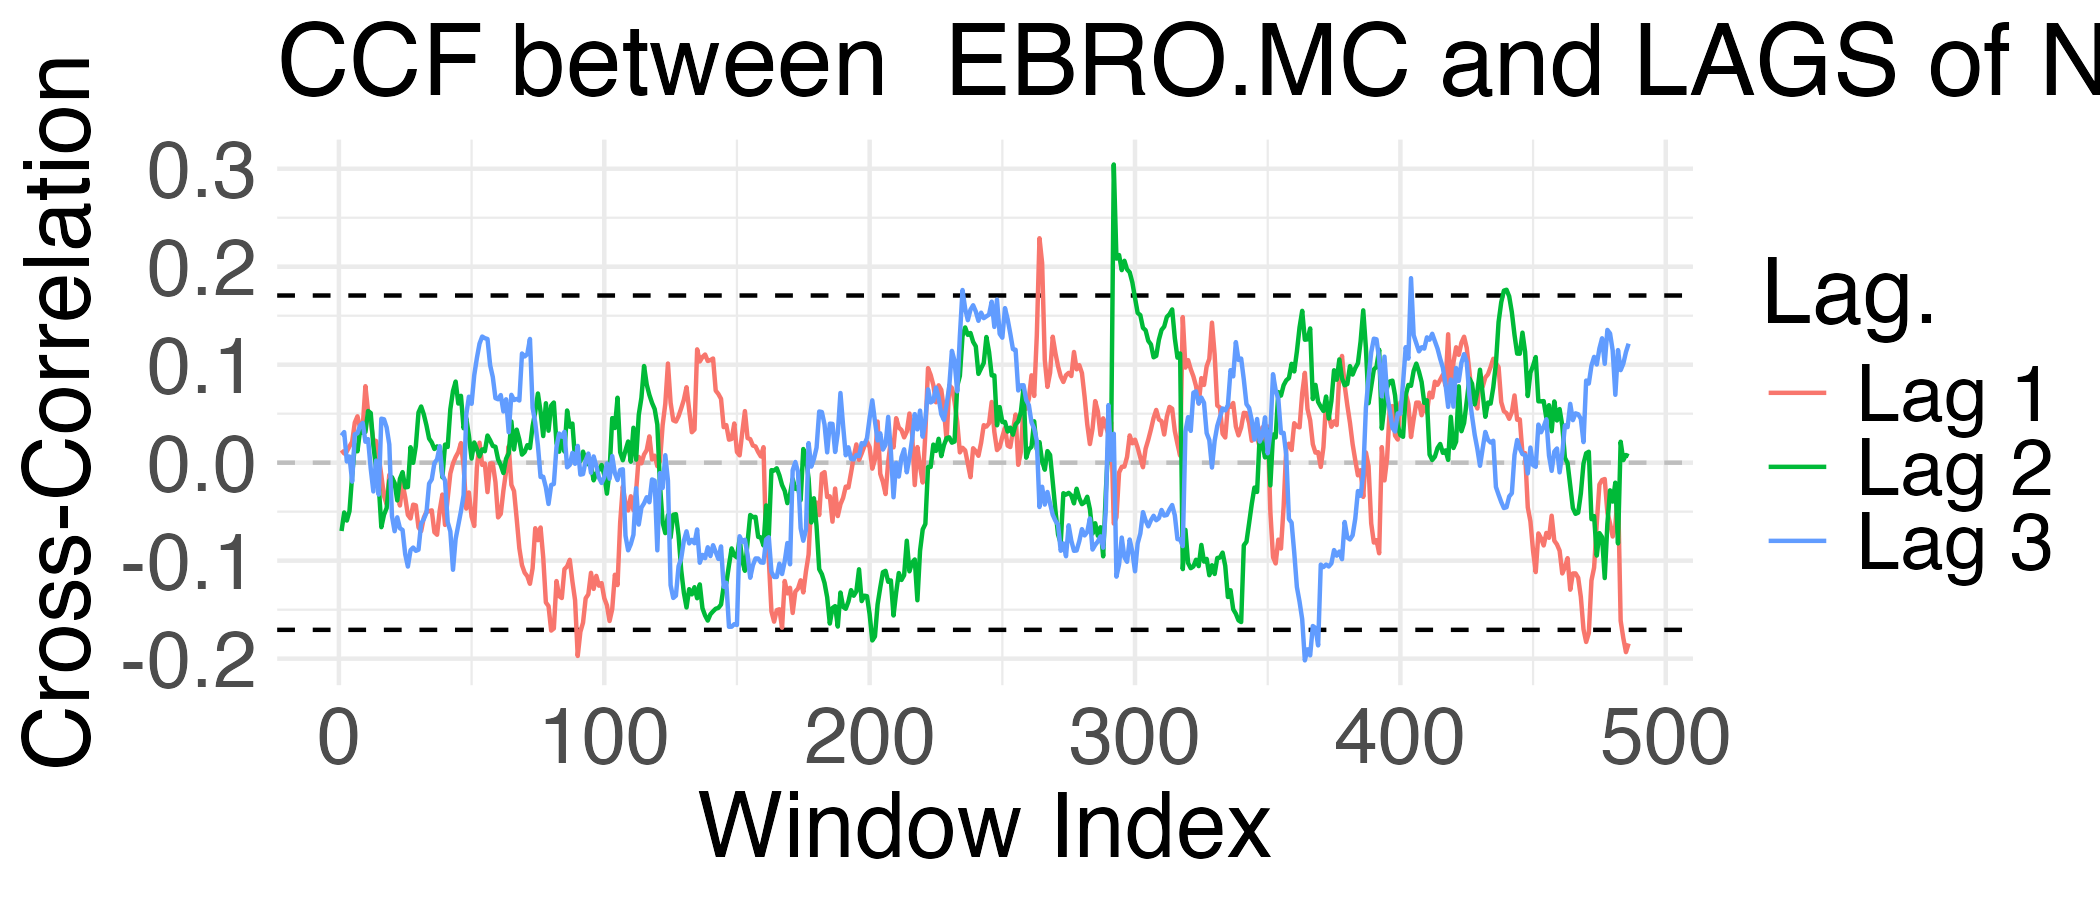 CCF between  EBRO.MC and LAGS of N
Cross-Correlation
0.3
0.2
0.1
0.0
-0.1
-0.2
0
100
200
300
400
500
Window Index
Lag.
Lag 1
Lag 2
Lag 3